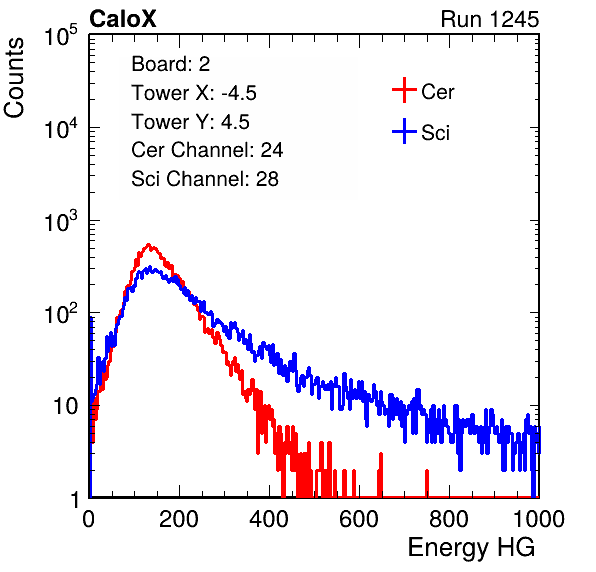 CaloX Run 1245
Counts
Board: 2
Tower X: -4.5
Tower Y: 4.5
Cer Channel: 24
Sci Channel: 28
Cer
Sci
10^5
10^4
10^3
10^2
10
1
0 200 400 600 800 1000
Energy HG